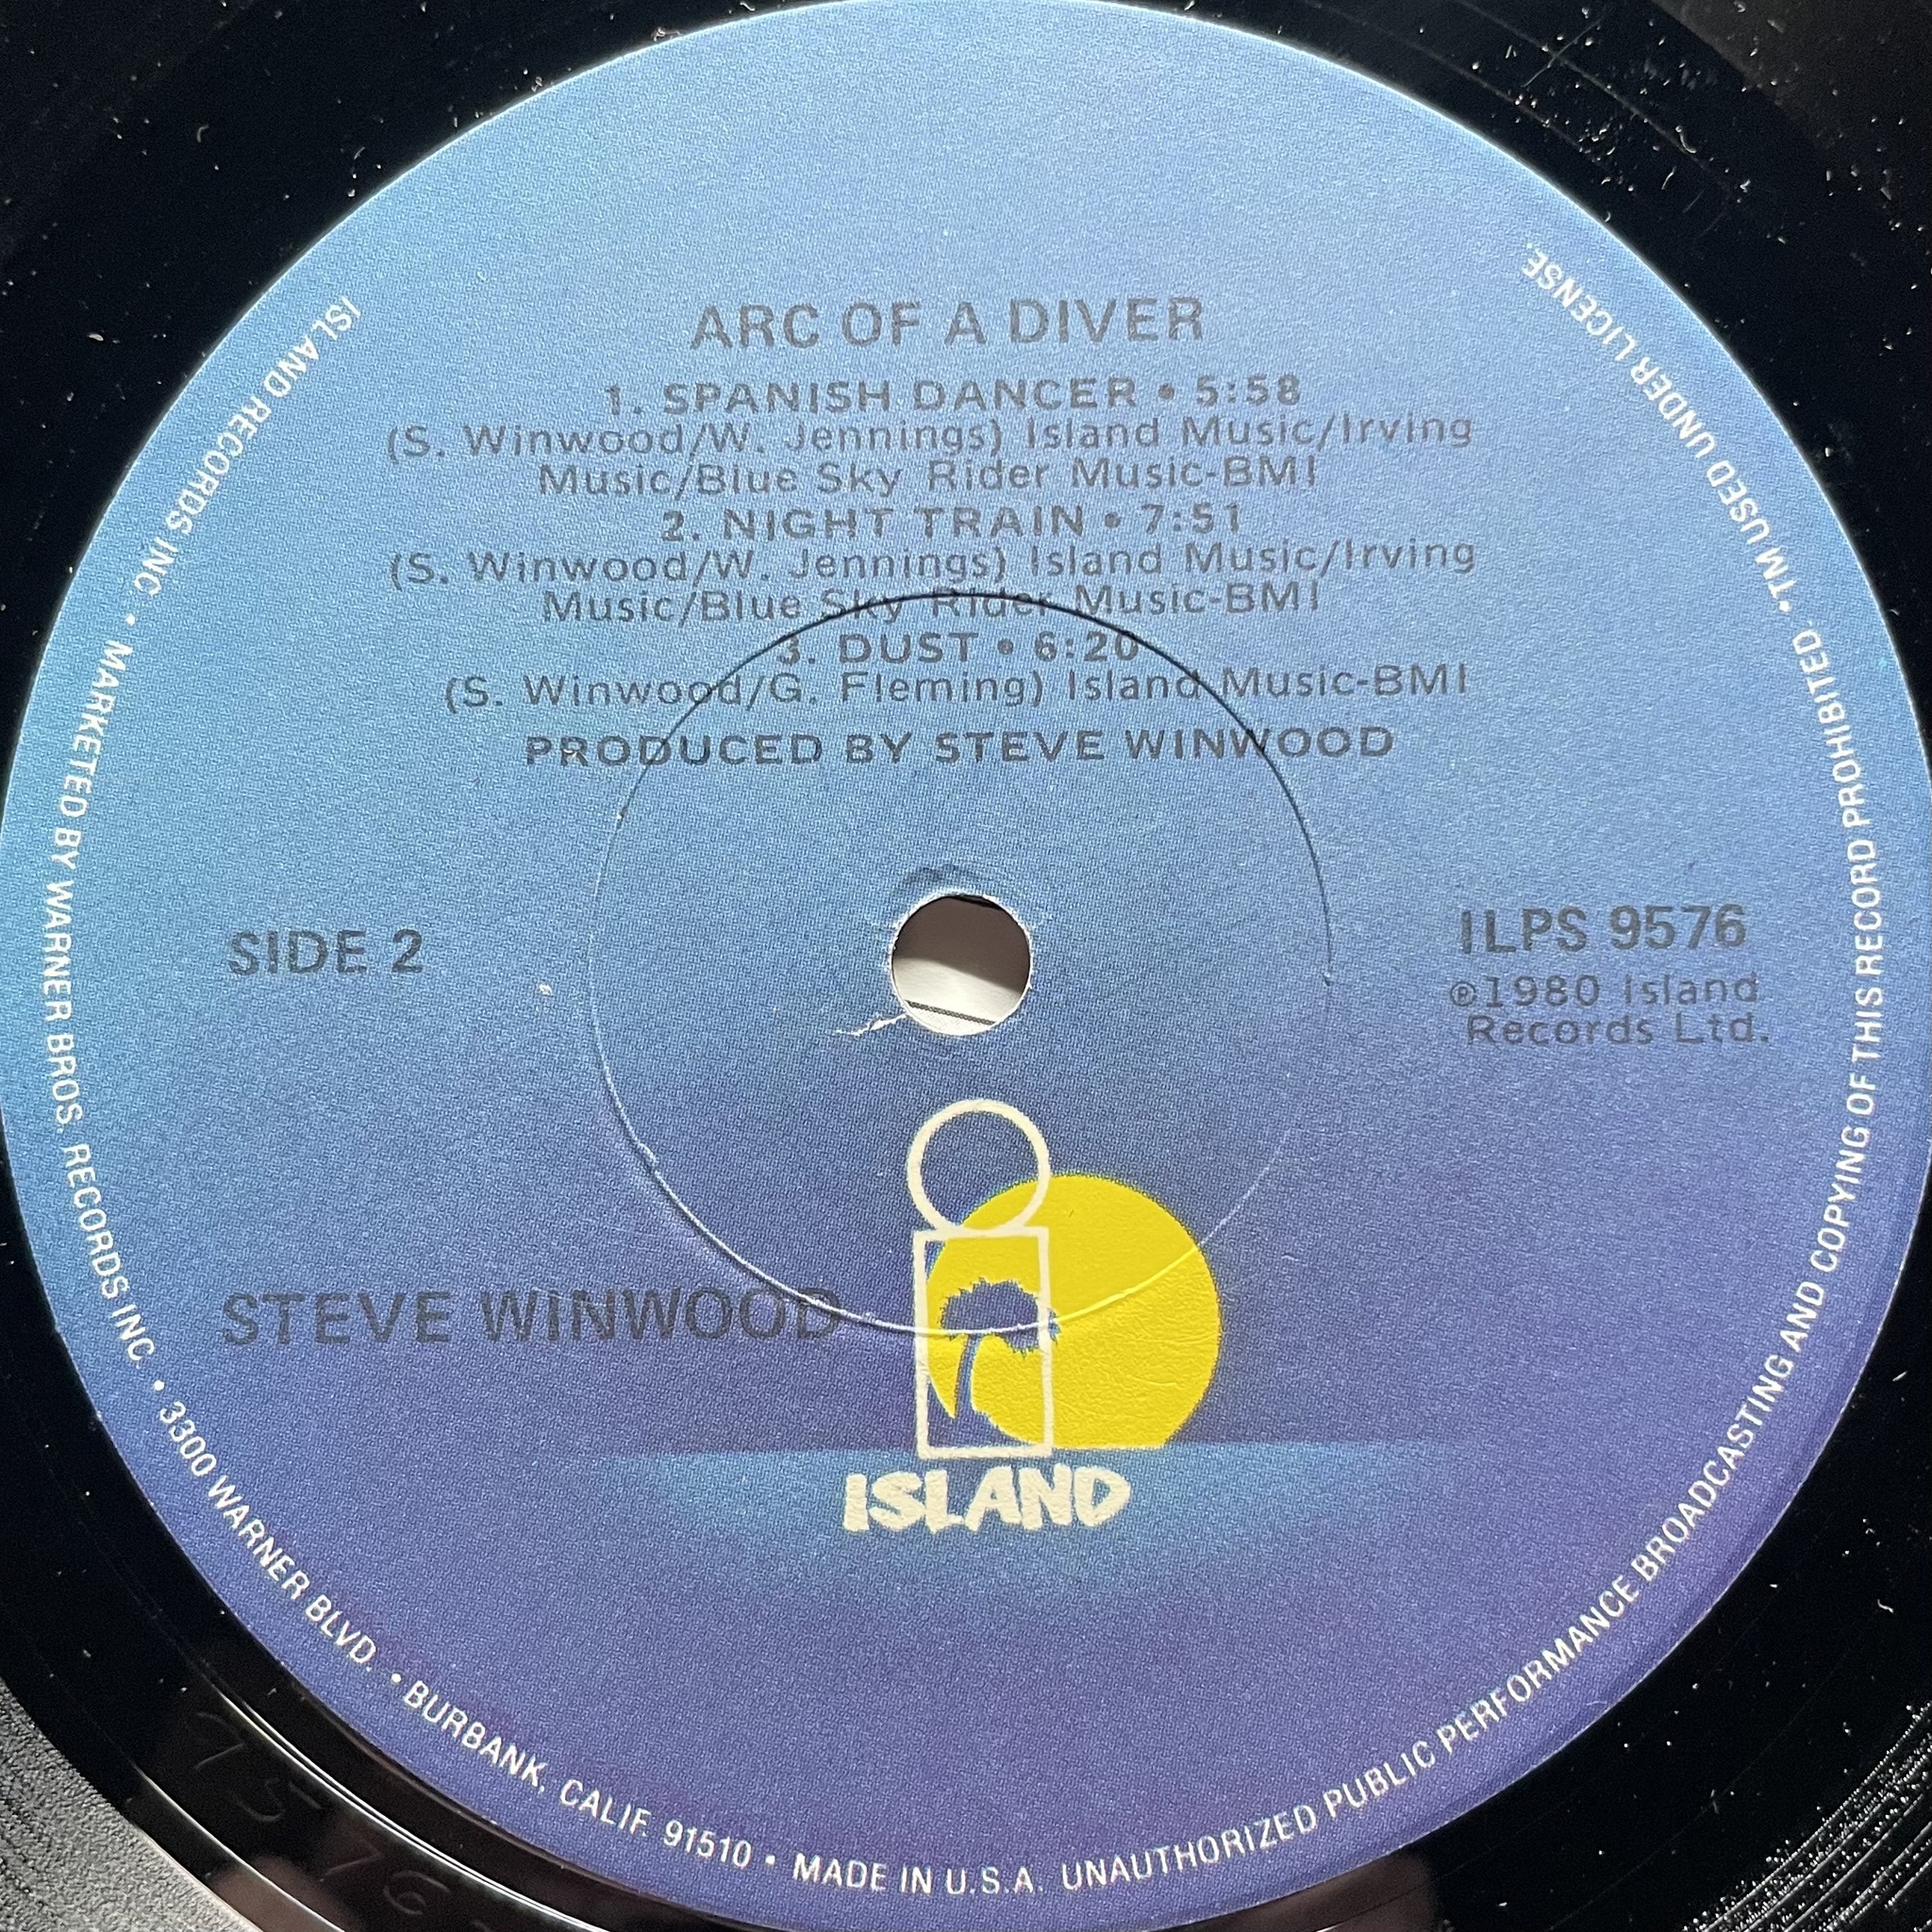 ARC OF A DIVER
1. SPANISH DANCER • 5:58
(S. Winwood/W. Jennings) Island Music/Irving
Music/Blue Sky Rider Music-BMI
2. NIGHT TRAIN • 7:51
(S. Winwood/W. Jennings) Island Music/Irving
Music/Blue Sky Rider Music-BMI
3. DUST • 6:20
(S. Winwood/G. Fleming) Island Music-BMI
PRODUCED BY STEVE WINWOOD
SIDE 2
ILPS 9576
℗1980 Island
Records Ltd.
STEVE WINWOOD
ISLAND
ISLAND RECORDS INC. • MARKETED BY WARNER BROS. RECORDS INC. • 3300 WARNER BLVD. • BURBANK, CALIF. 91510 • MADE IN U.S.A. UNAUTHORIZED PUBLIC PERFORMANCE BROADCASTING AND COPYING OF THIS RECORD PROHIBITED • TM USED UNDER LICENSE.